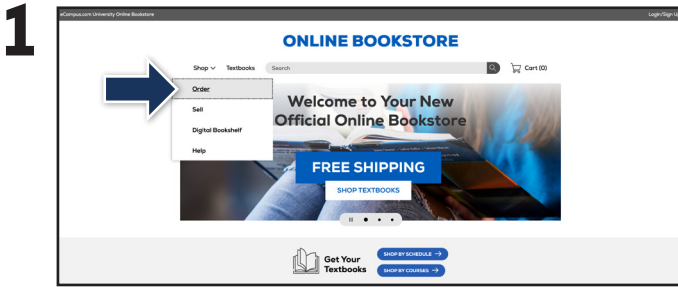 1
eCampus.com University Online Bookstore
Login/Sign U
ONLINE BOOKSTORE
Shop Textbooks Search Cart (0)
Order
Sell
Digital Bookshelf
Help
Welcome to Your New
Official Online Bookstore
FREE SHIPPING
SHOP TEXTBOOKS
Get Your
Textbooks
SHOP BY SCHEDULE →
SHOP BY COURSES →